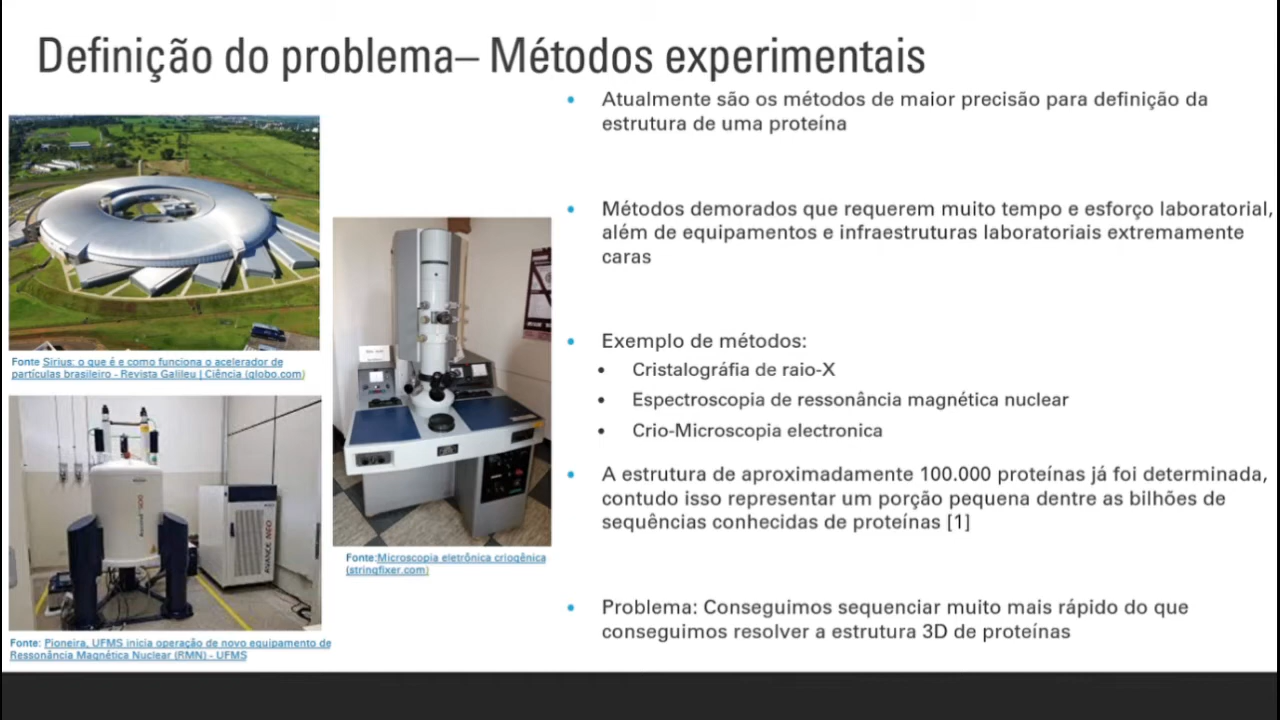 Definição do problema– Métodos experimentais
Atualmente são os métodos de maior precisão para definição da
estrutura de uma proteína
Métodos demorados que requerem muito tempo e esforço laboratorial,
além de equipamentos e infraestruturas laboratoriais extremamente
caras
Exemplo de métodos:
Cristalográfia de raio-X
Espectroscopia de ressonância magnética nuclear
Crio-Microscopia electronica
A estrutura de aproximadamente 100.000 proteínas já foi determinada,
contudo isso representar um porção pequena dentre as bilhões de
sequências conhecidas de proteínas [1]
Problema: Conseguimos sequenciar muito mais rápido do que
conseguimos resolver a estrutura 3D de proteínas
Fonte Sirius: o que é e como funciona o acelerador de
partículas brasileiro - Revista Galileu | Ciência (globo.com)
Fonte:Microscopia eletrônica criogênica
(stringfixer.com)
AVANCE NEO
Fonte: Pioneira, UFMS inicia operação de novo equipamento de
Ressonância Magnética Nuclear (RMN) - UFMS